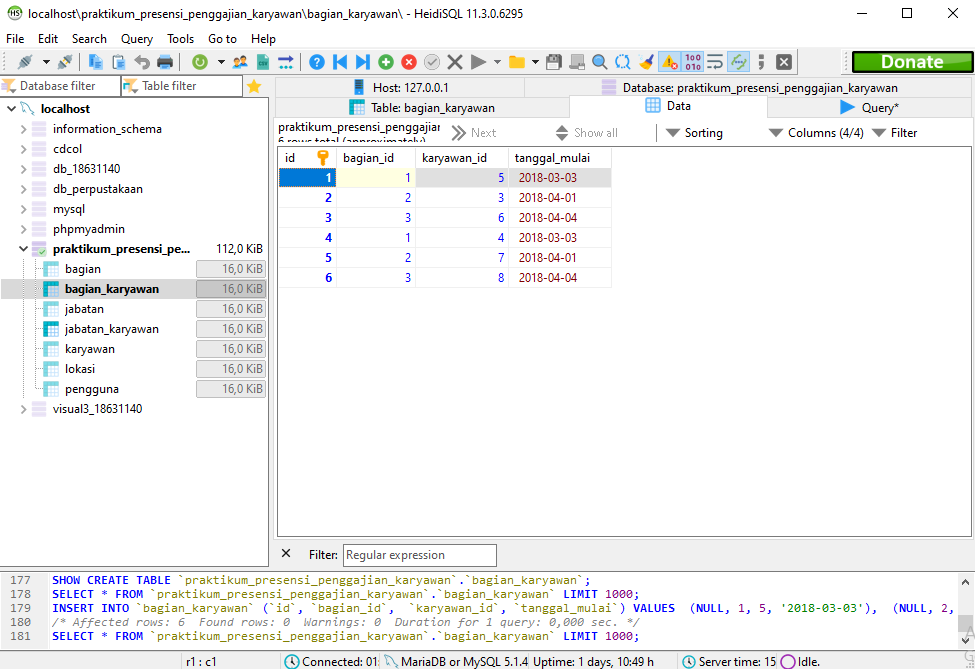 localhost\praktikum_presensi_penggajian_karyawan\bagian_karyawan\ - HeidiSQL 11.3.0.6295
File Edit Search Query Tools Go to Help
Donate
Database filter Table filter
Host: 127.0.0.1 Database: praktikum_presensi_penggajian_karyawan
Table: bagian_karyawan Data Query*
praktikum_presensi_penggajiar Next Show all Sorting Columns (4/4) Filter
6 rows total (approximately)
localhost
information_schema
cdcol
db_18631140
db_perpustakaan
mysql
phpmyadmin
praktikum_presensi_pe... 112,0 KiB
bagian 16,0 KiB
bagian_karyawan 16,0 KiB
jabatan 16,0 KiB
jabatan_karyawan 16,0 KiB
karyawan 16,0 KiB
lokasi 16,0 KiB
pengguna 16,0 KiB
visual3_18631140
id bagian_id karyawan_id tanggal_mulai
1 1 5 2018-03-03
2 2 3 2018-04-01
3 3 6 2018-04-04
4 1 4 2018-03-03
5 2 7 2018-04-01
6 3 8 2018-04-04
Filter: Regular expression
177 SHOW CREATE TABLE `praktikum_presensi_penggajian_karyawan`.`bagian_karyawan`;
178 SELECT * FROM `praktikum_presensi_penggajian_karyawan`.`bagian_karyawan` LIMIT 1000;
179 INSERT INTO `bagian_karyawan` (`id`, `bagian_id`, `karyawan_id`, `tanggal_mulai`) VALUES (NULL, 1, 5, '2018-03-03'), (NULL, 2,
180 /* Affected rows: 6 Found rows: 0 Warnings: 0 Duration for 1 query: 0,000 sec. */
181 SELECT * FROM `praktikum_presensi_penggajian_karyawan`.`bagian_karyawan` LIMIT 1000;
r1 : c1 Connected: 01: MariaDB or MySQL 5.1.4 Uptime: 1 days, 10:49 h Server time: 15 Idle.